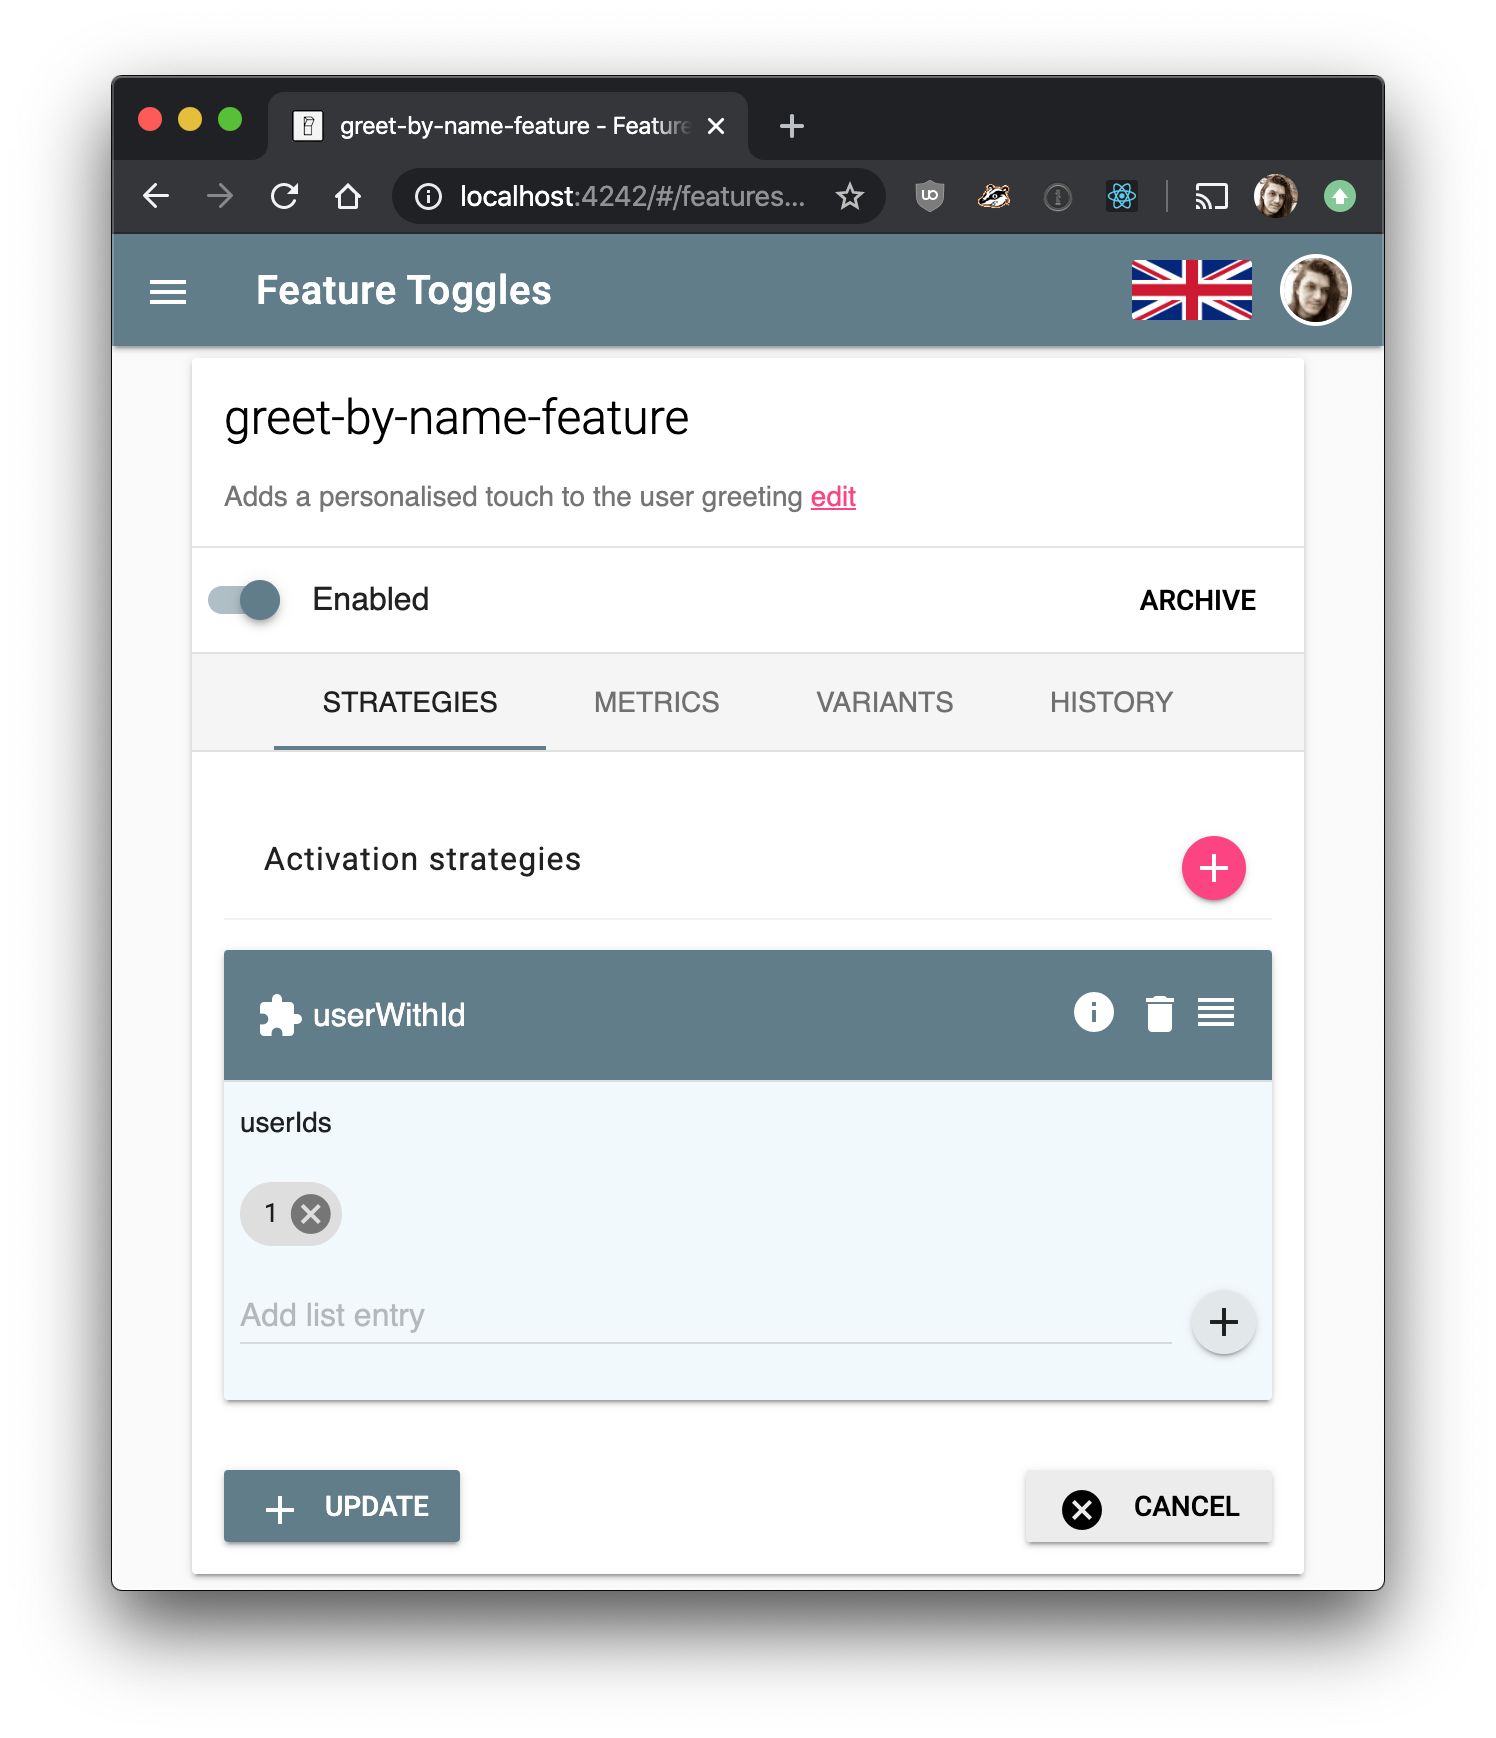 greet-by-name-feature - Feature
localhost:4242/#/features...
Feature Toggles
greet-by-name-feature
Adds a personalised touch to the user greeting edit
Enabled
ARCHIVE
STRATEGIES
METRICS
VARIANTS
HISTORY
Activation strategies
userWithId
userIds
1
Add list entry
UPDATE
CANCEL